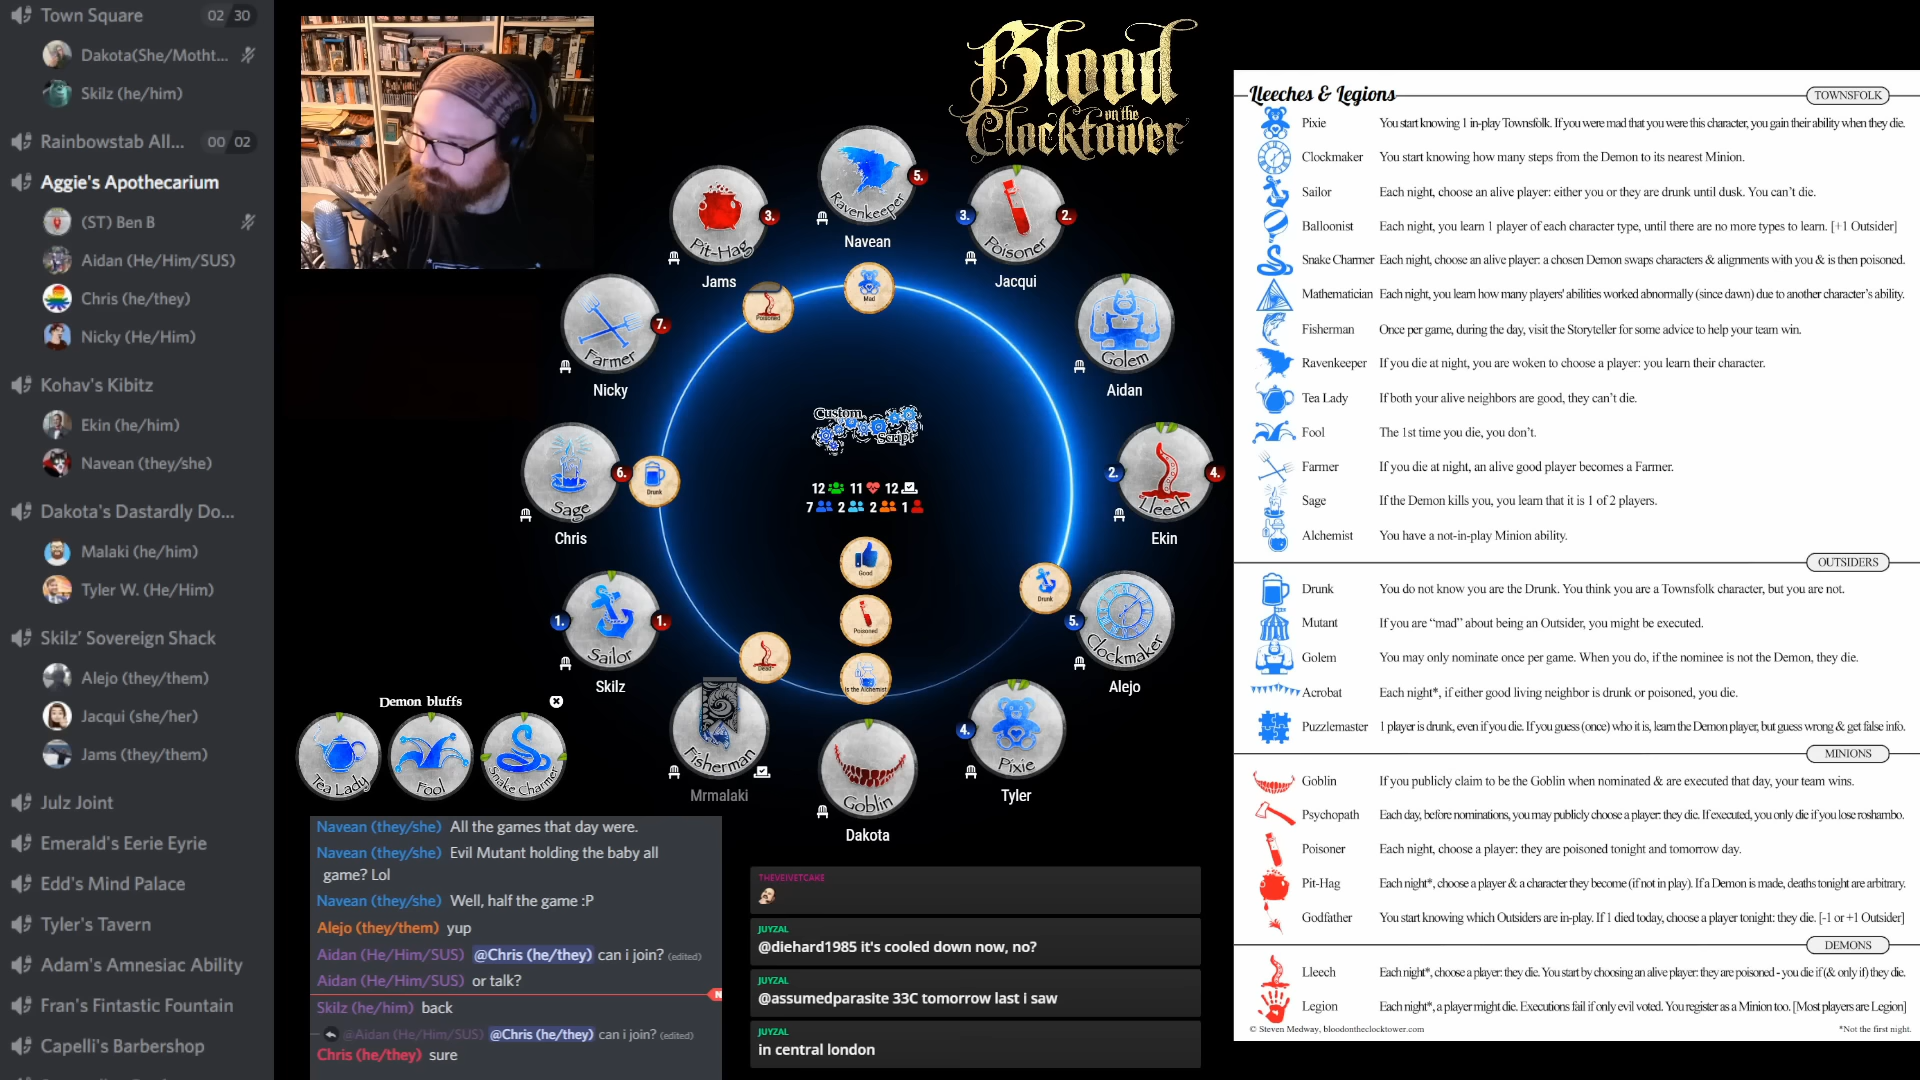 Town Square
02 30
Dakota(She/Motht...
Skilz (he/him)
Rainbowstab All...
00 02
Aggie's Apothecarium
(ST) Ben B
Aidan (He/Him/SUS)
Chris (he/they)
Nicky (He/Him)
Kohav's Kibitz
Ekin (he/him)
Navean (they/she)
Dakota's Dastardly Do...
Malaki (he/him)
Tyler W. (He/Him)
Skilz' Sovereign Shack
Alejo (they/them)
Jacqui (she/her)
Jams (they/them)
Julz Joint
Emerald's Eerie Eyrie
Edd's Mind Palace
Tyler's Tavern
Adam's Amnesiac Ability
Fran's Fintastic Fountain
Capelli's Barbershop
Blood
on the
Clocktower
Ravenkeeper
5.
Navean
Poisoner
3.
2.
Jacqui
Golem
Aidan
Lleech
2.
4.
Ekin
Clockmaker
5.
Alejo
Pixie
4.
Tyler
Goblin
Dakota
Fisherman
Mrmalaki
Sailor
1.
1.
Skilz
Sage
6.
Chris
Farmer
7.
Nicky
Pit-Hag
3.
Jams
Poisoned
Mad
Drunk
Drunk
Dead
Good
Poisoned
Is the Alchemist
Custom
Script
12 11 12
7 2 2 1
Demon bluffs
Tea Lady
Fool
Snake Charmer
Navean (they/she) All the games that day were.
Navean (they/she) Evil Mutant holding the baby all
game? Lol
Navean (they/she) Well, half the game :P
Alejo (they/them) yup
Aidan (He/Him/SUS) @Chris (he/they) can i join? (edited)
Aidan (He/Him/SUS) or talk?
Skilz (he/him) back
@Aidan (He/Him/SUS) @Chris (he/they) can i join? (edited)
Chris (he/they) sure
THEVEIVETCAKE
JUYZAL
@diehard1985 it's cooled down now, no?
JUYZAL
@assumedparasite 33C tomorrow last i saw
JUYZAL
in central london
Lleeches & Legions
TOWNSFOLK
Pixie You start knowing 1 in-play Townsfolk. If you were mad that you were this character, you gain their ability when they die.
Clockmaker You start knowing how many steps from the Demon to its nearest Minion.
Sailor Each night, choose an alive player: either you or they are drunk until dusk. You can't die.
Balloonist Each night, you learn 1 player of each character type, until there are no more types to learn. [+1 Outsider]
Snake Charmer Each night, choose an alive player: a chosen Demon swaps characters & alignments with you & is then poisoned.
Mathematician Each night, you learn how many players' abilities worked abnormally (since dawn) due to another character's ability.
Fisherman Once per game, during the day, visit the Storyteller for some advice to help your team win.
Ravenkeeper If you die at night, you are woken to choose a player: you learn their character.
Tea Lady If both your alive neighbors are good, they can't die.
Fool The 1st time you die, you don't.
Farmer If you die at night, an alive good player becomes a Farmer.
Sage If the Demon kills you, you learn that it is 1 of 2 players.
Alchemist You have a not-in-play Minion ability.
OUTSIDERS
Drunk You do not know you are the Drunk. You think you are a Townsfolk character, but you are not.
Mutant If you are “mad” about being an Outsider, you might be executed.
Golem You may only nominate once per game. When you do, if the nominee is not the Demon, they die.
Acrobat Each night*, if either good living neighbor is drunk or poisoned, you die.
Puzzlemaster 1 player is drunk, even if you die. If you guess (once) who it is, learn the Demon player, but guess wrong & get false info.
MINIONS
Goblin If you publicly claim to be the Goblin when nominated & are executed that day, your team wins.
Psychopath Each day, before nominations, you may publicly choose a player: they die. If executed, you only die if you lose roshambo.
Poisoner Each night, choose a player: they are poisoned tonight and tomorrow day.
Pit-Hag Each night*, choose a player & a character they become (if not in play). If a Demon is made, deaths tonight are arbitrary.
Godfather You start knowing which Outsiders are in-play. If 1 died today, choose a player tonight: they die. [-1 or +1 Outsider]
DEMONS
Lleech Each night*, choose a player: they die. You start by choosing an alive player: they are poisoned - you die if (& only if) they die.
Legion Each night*, a player might die. Executions fail if only evil voted. You register as a Minion too. [Most players are Legion]
© Steven Medway, bloodontheclocktower.com
*Not the first night.